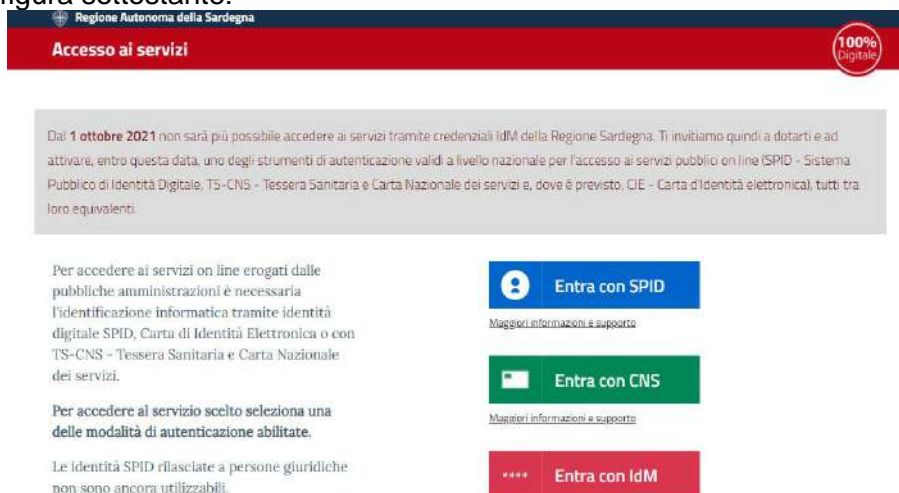 figura sottostante.
Regione Autonoma della Sardegna
Accesso ai servizi
100%
Digitale
Dal 1 ottobre 2021 non sarà più possibile accedere ai servizi tramite credenziali IdM della Regione Sardegna. Ti invitiamo quindi a dotarti e ad
attivare, entro questa data, uno degli strumenti di autenticazione validi a livello nazionale per l'accesso ai servizi pubblici on line (SPID - Sistema
Pubblico di Identità Digitale, TS-CNS - Tessera Sanitaria e Carta Nazionale dei servizi e, dove è previsto, CIE - Carta d'Identità elettronica), tutti tra
loro equivalenti.
Per accedere ai servizi on line erogati dalle
pubbliche amministrazioni è necessaria
l'identificazione informatica tramite identità
digitale SPID, Carta di Identità Elettronica o con
TS-CNS - Tessera Sanitaria e Carta Nazionale
dei servizi.
Per accedere al servizio scelto seleziona una
delle modalità di autenticazione abilitate.
Le identità SPID rilasciate a persone giuridiche
non sono ancora utilizzabili.
Entra con SPID
Maggiori informazioni e supporto
Entra con CNS
Maggiori informazioni e supporto
**** Entra con IdM